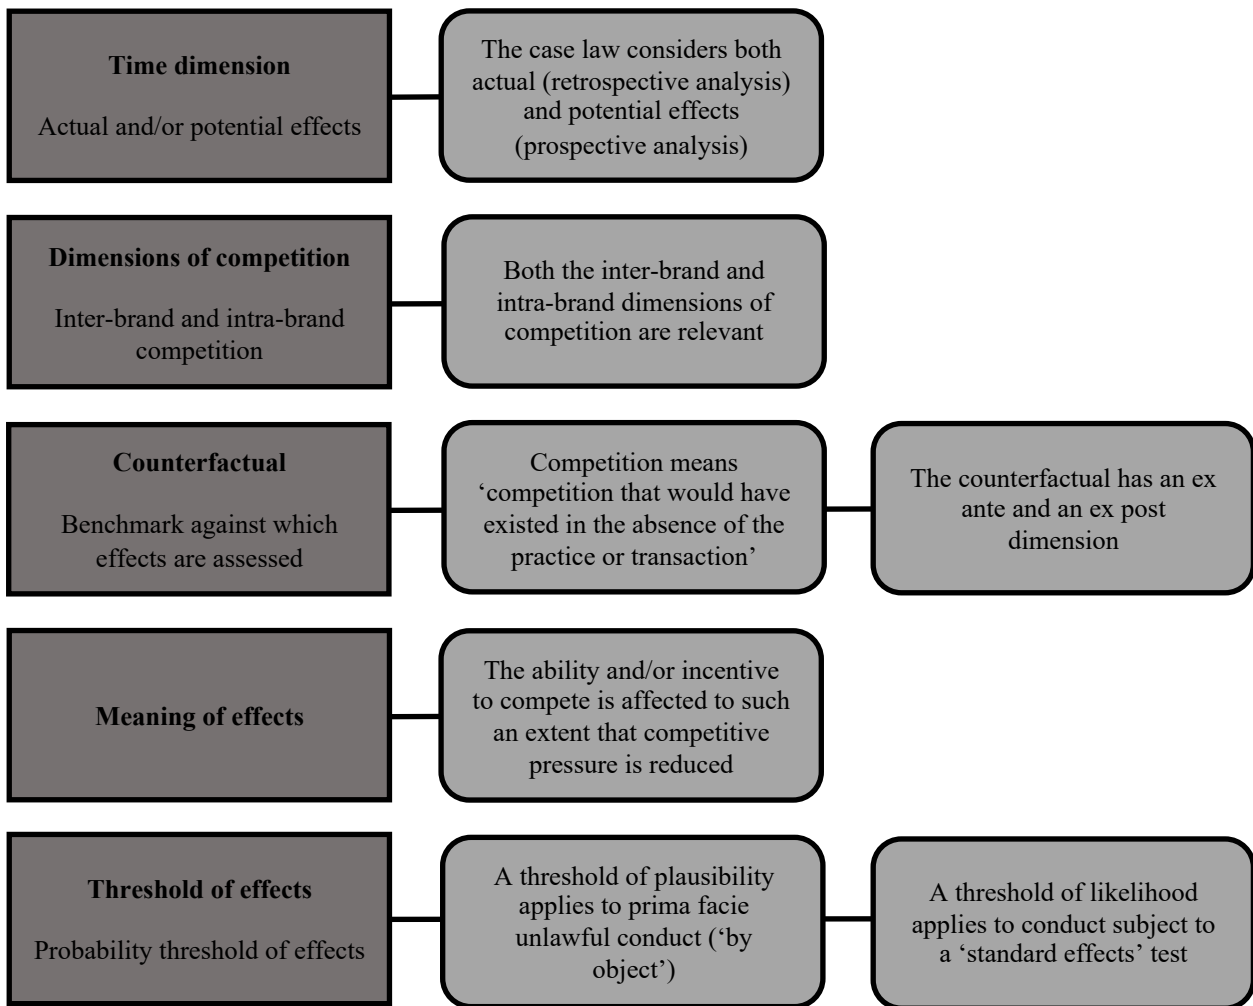 Time dimension
Actual and/or potential effects
The case law considers both
actual (retrospective analysis)
and potential effects
(prospective analysis)
Dimensions of competition
Inter-brand and intra-brand
competition
Both the inter-brand and
intra-brand dimensions of
competition are relevant
Counterfactual
Benchmark against which
effects are assessed
Competition means
‘competition that would have
existed in the absence of the
practice or transaction’
The counterfactual has an ex
ante and an ex post
dimension
Meaning of effects
The ability and/or incentive
to compete is affected to such
an extent that competitive
pressure is reduced
Threshold of effects
Probability threshold of effects
A threshold of plausibility
applies to prima facie
unlawful conduct (‘by
object’)
A threshold of likelihood
applies to conduct subject to
a ‘standard effects’ test